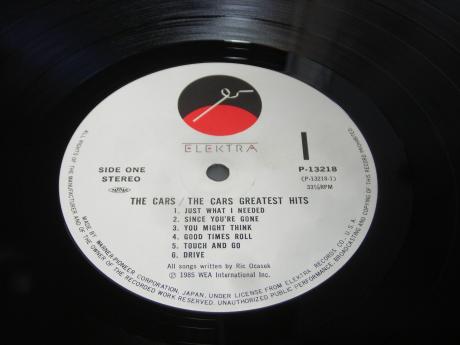 ELEKTRA
SIDE ONE
STEREO
P-13218
(P-13218-1)
33⅓RPM
THE CARS / THE CARS GREATEST HITS
1. JUST WHAT I NEEDED
2. SINCE YOU'RE GONE
3. YOU MIGHT THINK
4. GOOD TIMES ROLL
5. TOUCH AND GO
6. DRIVE
All songs written by Ric Ocasek
Ⓟ 1985 WEA International Inc.
MADE BY WARNER-PIONEER CORPORATION, JAPAN, UNDER LICENSE FROM ELEKTRA RECORDS CO. U.S.A.
ALL RIGHTS OF THE MANUFACTURER AND OF THE OWNER OF THE RECORDED WORK RESERVED. UNAUTHORIZED PUBLIC PERFORMANCE, BROADCASTING AND COPYING OF THIS RECORD PROHIBITED.